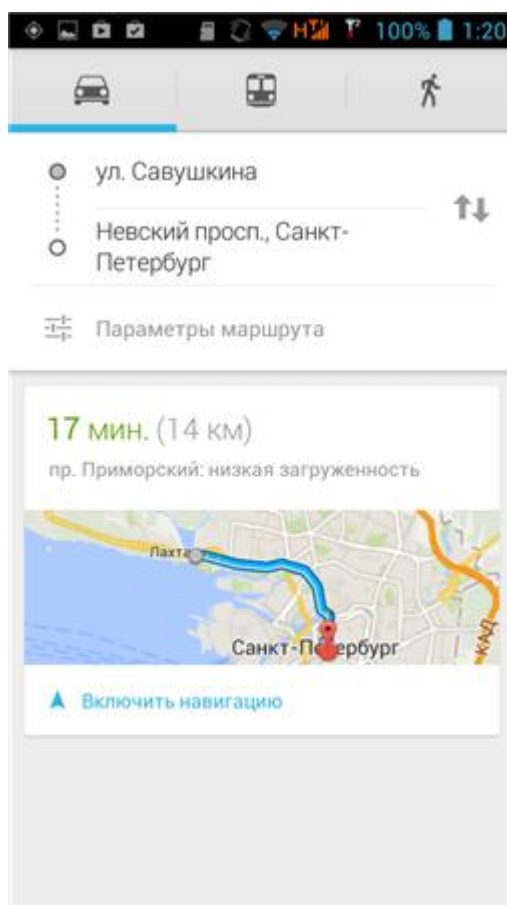 100% 1:20
ул. Савушкина
Невский просп., Санкт-
Петербург
Параметры маршрута
17 мин. (14 км)
пр. Приморский: низкая загруженность
Лахта
Санкт-Петербург
КАД
Включить навигацию